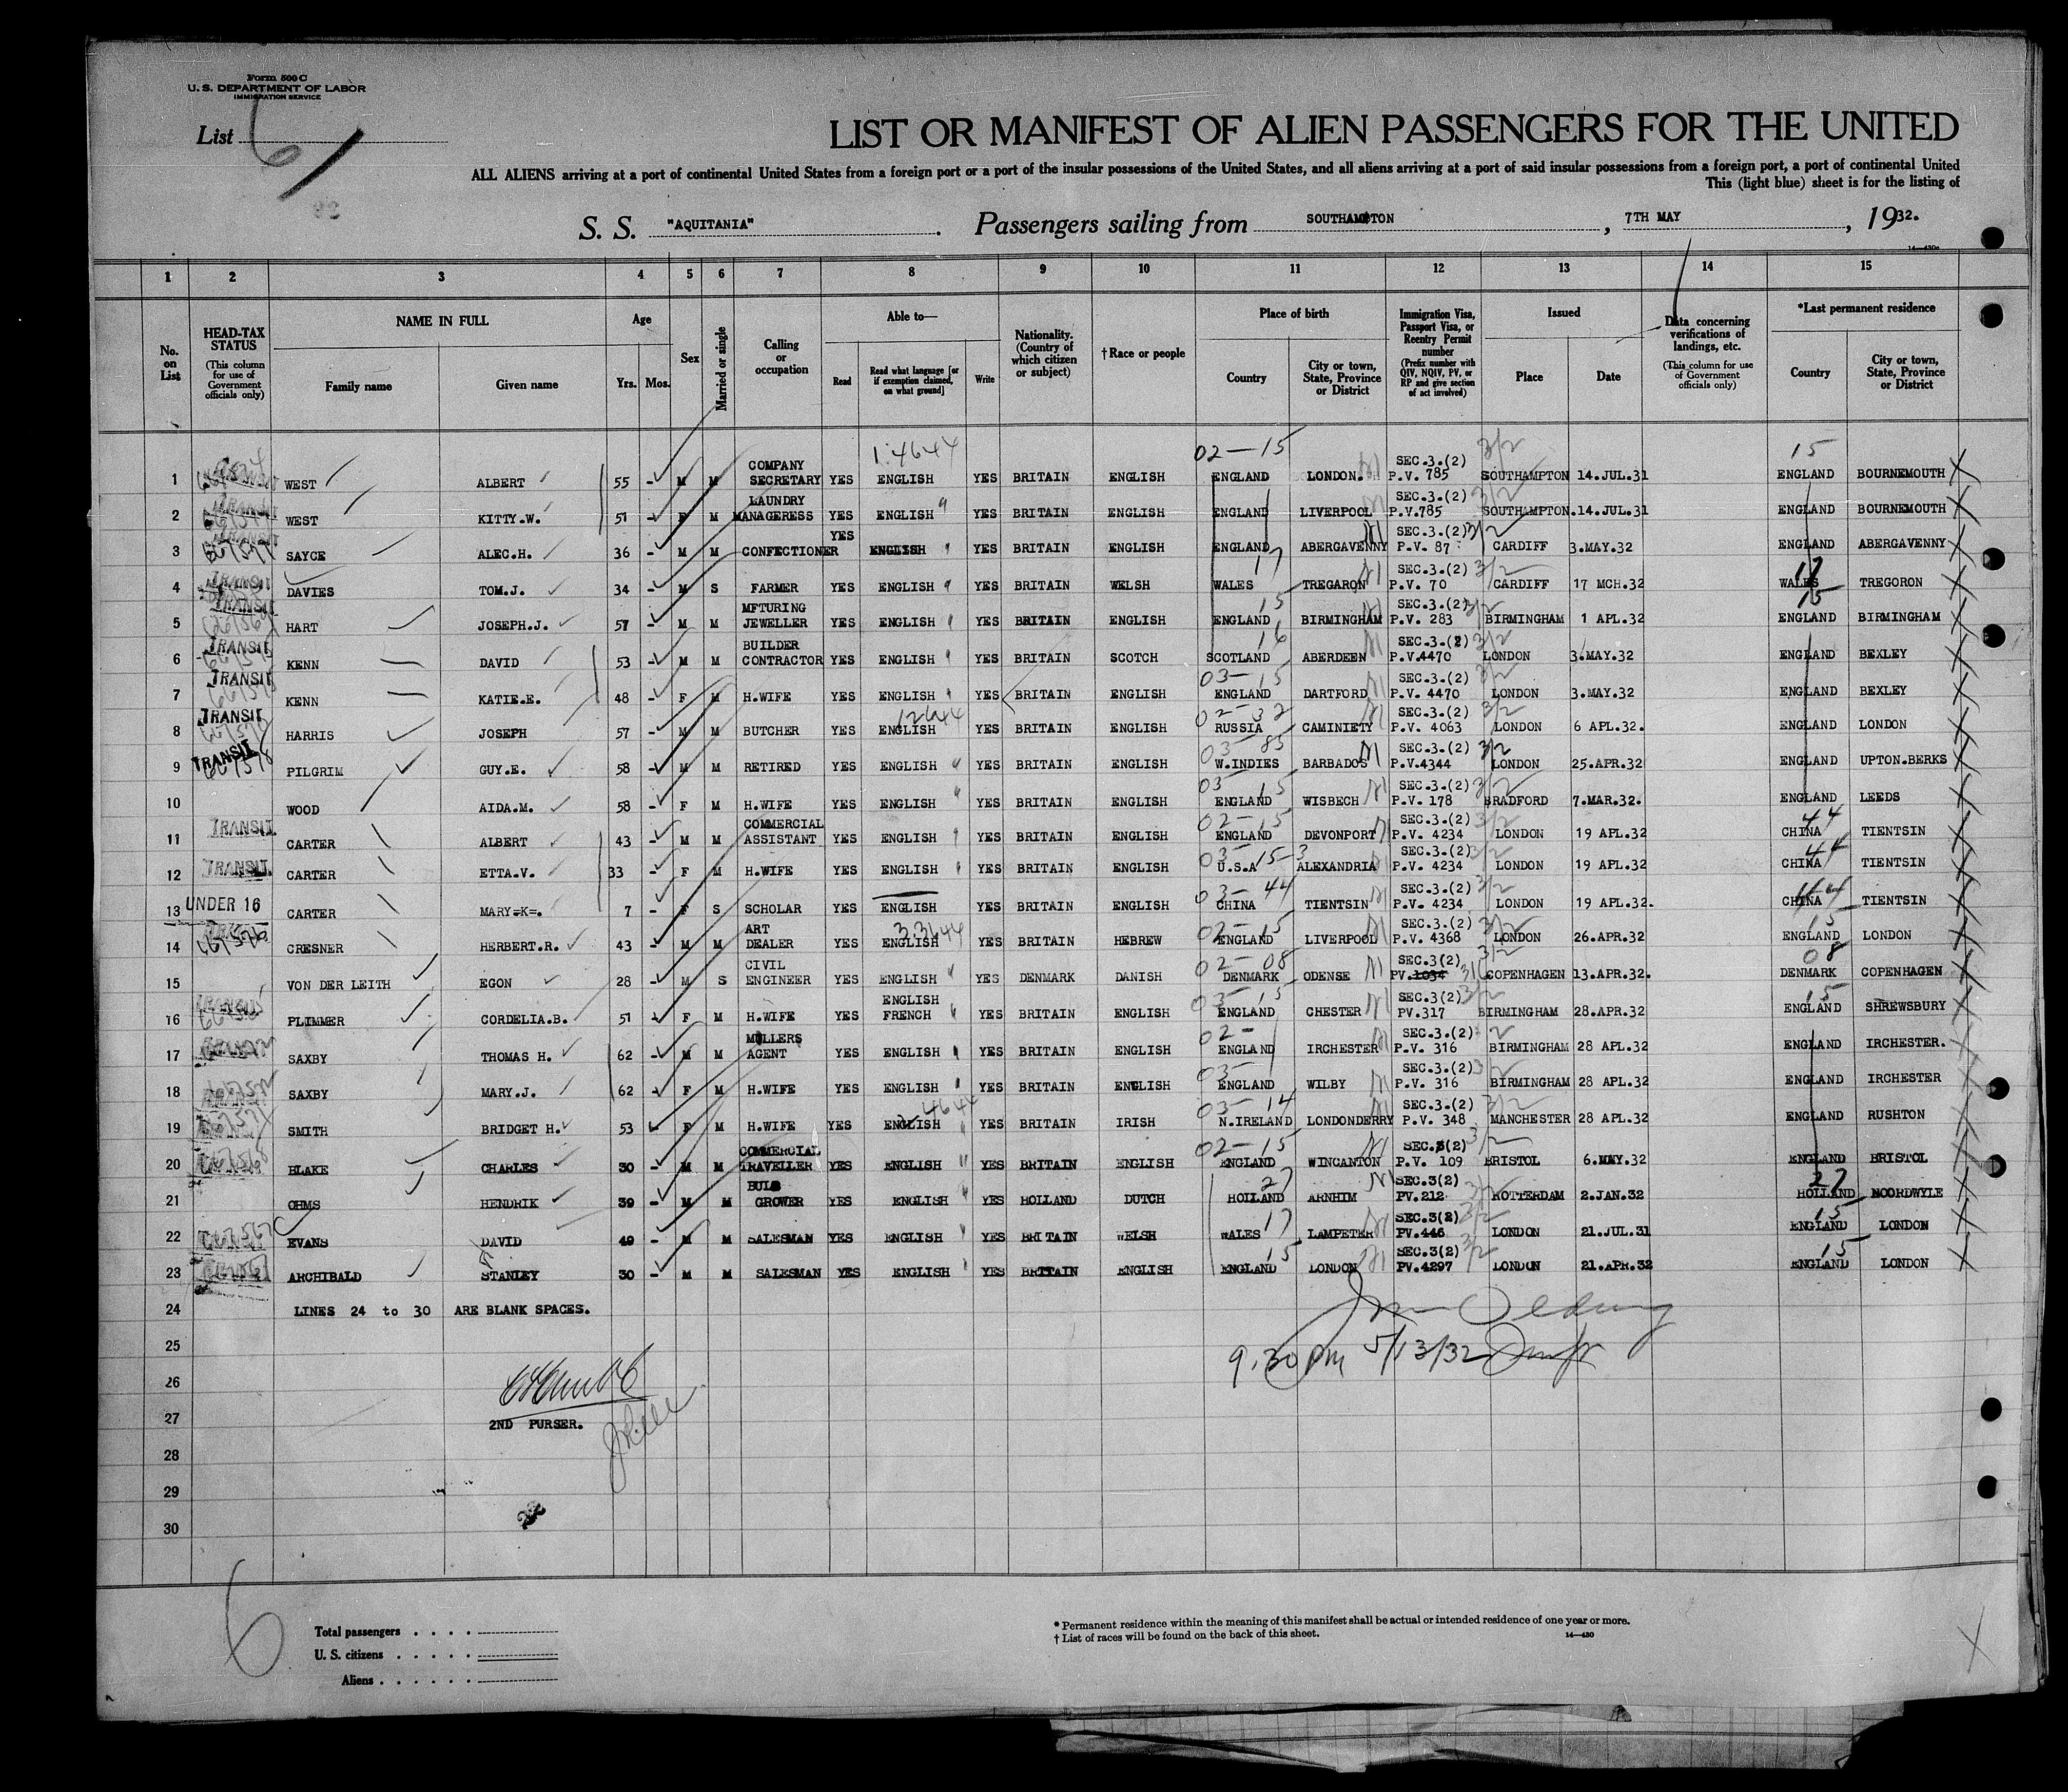 Form 500 C
U. S. DEPARTMENT OF LABOR
IMMIGRATION SERVICE
List 6
LIST OR MANIFEST OF ALIEN PASSENGERS FOR THE UNITED
ALL ALIENS arriving at a port of continental United States from a foreign port or a port of the insular possessions of the United States, and all aliens arriving at a port of said insular possessions from a foreign port, a port of continental United
This (light blue) sheet is for the listing of
S. S. "AQUITANIA" . Passengers sailing from SOUTHAMPTON , 7TH MAY , 1932.
14—430c
1 2 3 4 5 6 7 8 9 10 11 12 13 14 15
No. on List
HEAD-TAX STATUS (This column for use of Government officials only)
NAME IN FULL
Family name
Given name
Age
Yrs. Mos.
Sex
Married or single
Calling or occupation
Able to—
Read
Read what language [or if exemption claimed, on what ground]
Write
Nationality. (Country of which citizen or subject)
†Race or people
Place of birth
Country
City or town, State, Province or District
Immigration Visa, Passport Visa, or Reentry Permit number (Prefix number with QIV, NQIV, PV, or RP and give section of act involved)
Issued
Place
Date
Data concerning verifications of landings, etc. (This column for use of Government officials only)
*Last permanent residence
Country
City or town, State, Province or District
1 WEST ALBERT 55 - M M COMPANY SECRETARY YES ENGLISH YES BRITAIN ENGLISH ENGLAND LONDON. SEC.3.(2) P.V. 785 SOUTHAMPTON 14.JUL.31 ENGLAND BOURNEMOUTH
2 WEST KITTY.W. 51 - F M LAUNDRY MANAGERESS YES ENGLISH YES BRITAIN ENGLISH ENGLAND LIVERPOOL SEC.3.(2) P.V.785 SOUTHAMPTON.14.JUL.31 ENGLAND BOURNEMOUTH
3 SAYCE ALEC.H. 36 - M M CONFECTIONER YES ENGLISH YES BRITAIN ENGLISH ENGLAND ABERGAVENNY SEC.3.(2) P.V. 87 CARDIFF 3.MAY.32 ENGLAND ABERGAVENNY
4 TRANSIT DAVIES TOM.J. 34 - M S FARMER YES ENGLISH YES BRITAIN WELSH WALES TREGARON SEC.3.(2) P.V. 70 CARDIFF 17 MCH.32 WALES TREGORON
5 TRANSIT HART JOSEPH.J. 57 - M M MFTURING JEWELLER YES ENGLISH YES BRITAIN ENGLISH ENGLAND BIRMINGHAM SEC.3.(2) P.V. 283 BIRMINGHAM 1 APL.32 ENGLAND BIRMINGHAM
6 TRANSIT KENN DAVID 53 - M M BUILDER CONTRACTOR YES ENGLISH YES BRITAIN SCOTCH SCOTLAND ABERDEEN SEC.3.(2) P.V.4470 LONDON 3.MAY.32 ENGLAND BEXLEY
7 TRANSIT KENN KATIE.E. 48 - F M H.WIFE YES ENGLISH YES BRITAIN ENGLISH ENGLAND DARTFORD SEC.3.(2) P.V. 4470 LONDON 3.MAY.32 ENGLAND BEXLEY
8 TRANSIT HARRIS JOSEPH 57 - M M BUTCHER YES ENGLISH YES BRITAIN ENGLISH RUSSIA CAMINIETY SEC.3.(2) P.V. 4063 LONDON 6 APL.32. ENGLAND LONDON
9 TRANSIT PILGRIM GUY.E. 58 - M M RETIRED YES ENGLISH YES BRITAIN ENGLISH W.INDIES BARBADOS SEC.3.(2) P.V.4344 LONDON 25.APR.32 ENGLAND UPTON.BERKS
10 WOOD AIDA.M. 58 - F M H.WIFE YES ENGLISH YES BRITAIN ENGLISH ENGLAND WISBECH SEC.3.(2) P.V. 178 BRADFORD 7.MAR.32. ENGLAND LEEDS
11 TRANSIT. CARTER ALBERT 43 - M M COMMERCIAL ASSISTANT YES ENGLISH YES BRITAIN ENGLISH ENGLAND DEVONPORT SEC.3.(2) P.V. 4234 LONDON 19 APL.32 CHINA TIENTSIN
12 TRANSIT. CARTER ETTA.V. 33 - F M H.WIFE YES ENGLISH YES BRITAIN ENGLISH U.S.A ALEXANDRIA SEC.3.(2) P.V. 4234 LONDON 19 APL.32 CHINA TIENTSIN
13 UNDER 16 CARTER MARY=K=. 7 - F S SCHOLAR YES ENGLISH YES BRITAIN ENGLISH CHINA TIENTSIN SEC.3.(2) P.V. 4234 LONDON 19 APL.32. CHINA TIENTSIN
14 CRESNER HERBERT.R. 43 - M M ART DEALER YES ENGLISH YES BRITAIN HEBREW ENGLAND LIVERPOOL SEC.3.(2) P.V. 4368 LONDON 26.APR.32 ENGLAND LONDON
15 VON DER LEITH EGON 28 - M S CIVIL ENGINEER YES ENGLISH YES DENMARK DANISH DENMARK ODENSE SEC.3(2) PV.1034 COPENHAGEN 13.APR.32. DENMARK COPENHAGEN
16 PLIMMER CORDELIA.B. 51 - F M H.WIFE YES ENGLISH FRENCH YES BRITAIN ENGLISH ENGLAND CHESTER SEC.3(2) PV.317 BIRMINGHAM 28.APR.32 ENGLAND SHREWSBURY
17 SAXBY THOMAS H. 62 - M M MILLERS AGENT YES ENGLISH YES BRITAIN ENGLISH ENGLAND IRCHESTER SEC.3.(2) P.V. 316 BIRMINGHAM 28 APL.32 ENGLAND IRCHESTER.
18 SAXBY MARY.J. 62 - F M H.WIFE YES ENGLISH YES BRITAIN ENGLISH ENGLAND WILBY SEC.3.(2) P.V. 316 BIRMINGHAM 28 APL.32 ENGLAND IRCHESTER
19 SMITH BRIDGET H. 53 - F M H.WIFE YES ENGLISH YES BRITAIN IRISH N.IRELAND LONDONDERRY SEC.3.(2) P.V. 348 MANCHESTER 28 APL.32 ENGLAND RUSHTON
20 BLAKE CHARLES 30 - M M COMMERCIAL TRAVELLER YES ENGLISH YES BRITAIN ENGLISH ENGLAND WINCANTON SEC.3(2) P.V. 109 BRISTOL 6.MAY.32 ENGLAND BRISTOL
21 OHMS HENDRIK 39 - M M BULB GROWER YES ENGLISH YES HOLLAND DUTCH HOLLAND ARNHIM SEC.3(2) PV.212 ROTTERDAM 2.JAN.32 HOLLAND NOORDWYLE
22 EVANS DAVID 49 - M M SALESMAN YES ENGLISH YES BRITAIN WELSH WALES LAMPETER SEC.3(2) PV.446 LONDON 21.JUL.31 ENGLAND LONDON
23 ARCHIBALD STANLEY 30 - M M SALESMAN YES ENGLISH YES BRITAIN ENGLISH ENGLAND LONDON SEC.3(2) PV.4297 LONDON 21.APR.32 ENGLAND LONDON
24 LINES 24 to 30 ARE BLANK SPACES.
25
9.30 pm 5/13/32
26
27 2ND PURSER.
28
29
30
6
Total passengers . . . .
U. S. citizens . . . . .
Aliens . . . . . .
* Permanent residence within the meaning of this manifest shall be actual or intended residence of one year or more.
† List of races will be found on the back of this sheet.
14—430